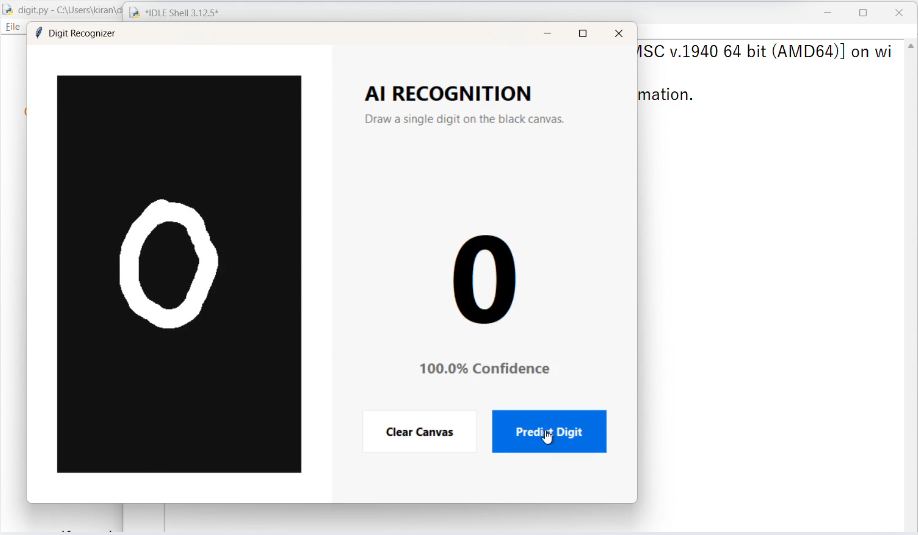 digit.py - C:\Users\kiran\d
*IDLE Shell 3.12.5*
File
Digit Recognizer
MSC v.1940 64 bit (AMD64)] on wi
mation.
AI RECOGNITION
Draw a single digit on the black canvas.
0
0
100.0% Confidence
Clear Canvas
Predict Digit